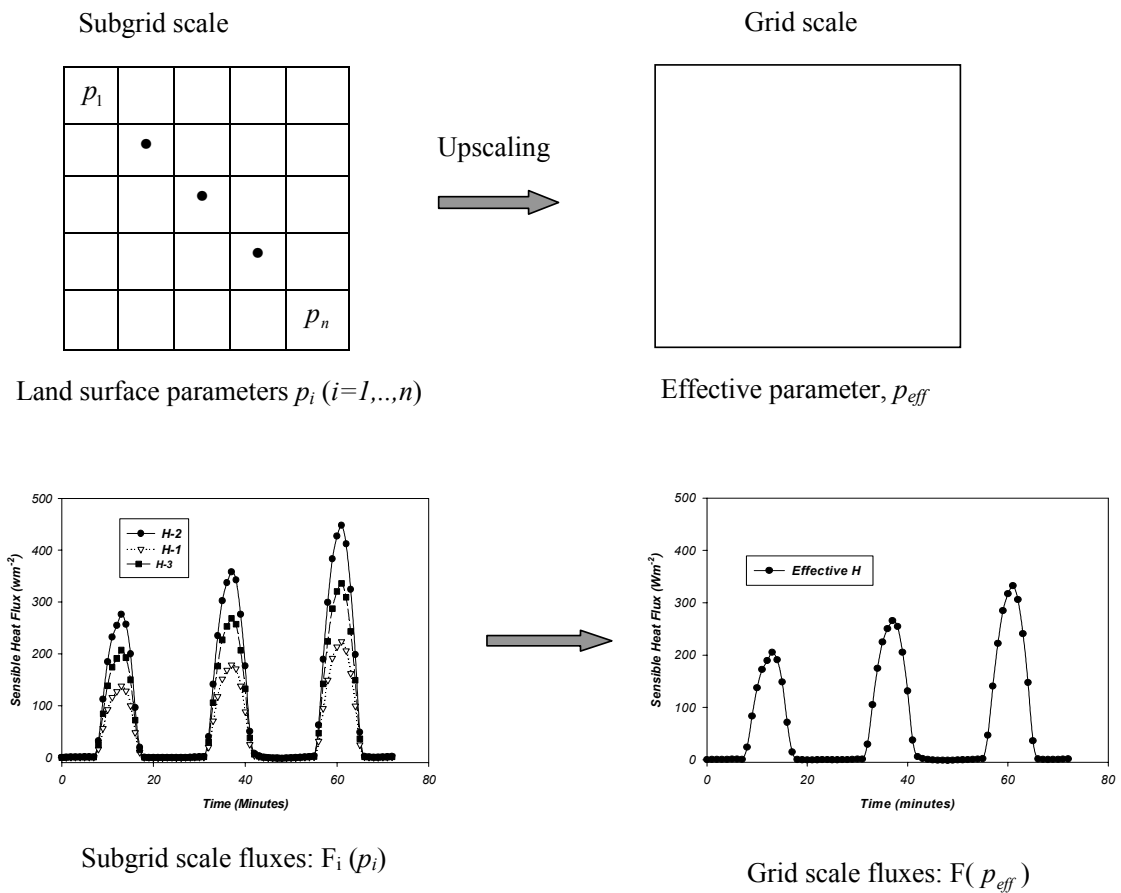 Subgrid scale
Grid scale
p1
pn
Upscaling
Land surface parameters pi (i=1,..,n)
Effective parameter, peff
500
400
300
200
100
0
Sensible Heat Flux (wm-2)
H-2
H-1
H-3
0 20 40 60 80
Time (Minutes)
Subgrid scale fluxes: Fi (pi)
500
400
300
200
100
0
Sensible Heat Flux (Wm-2)
Effective H
0 20 40 60 80
Time (minutes)
Grid scale fluxes: F( peff )